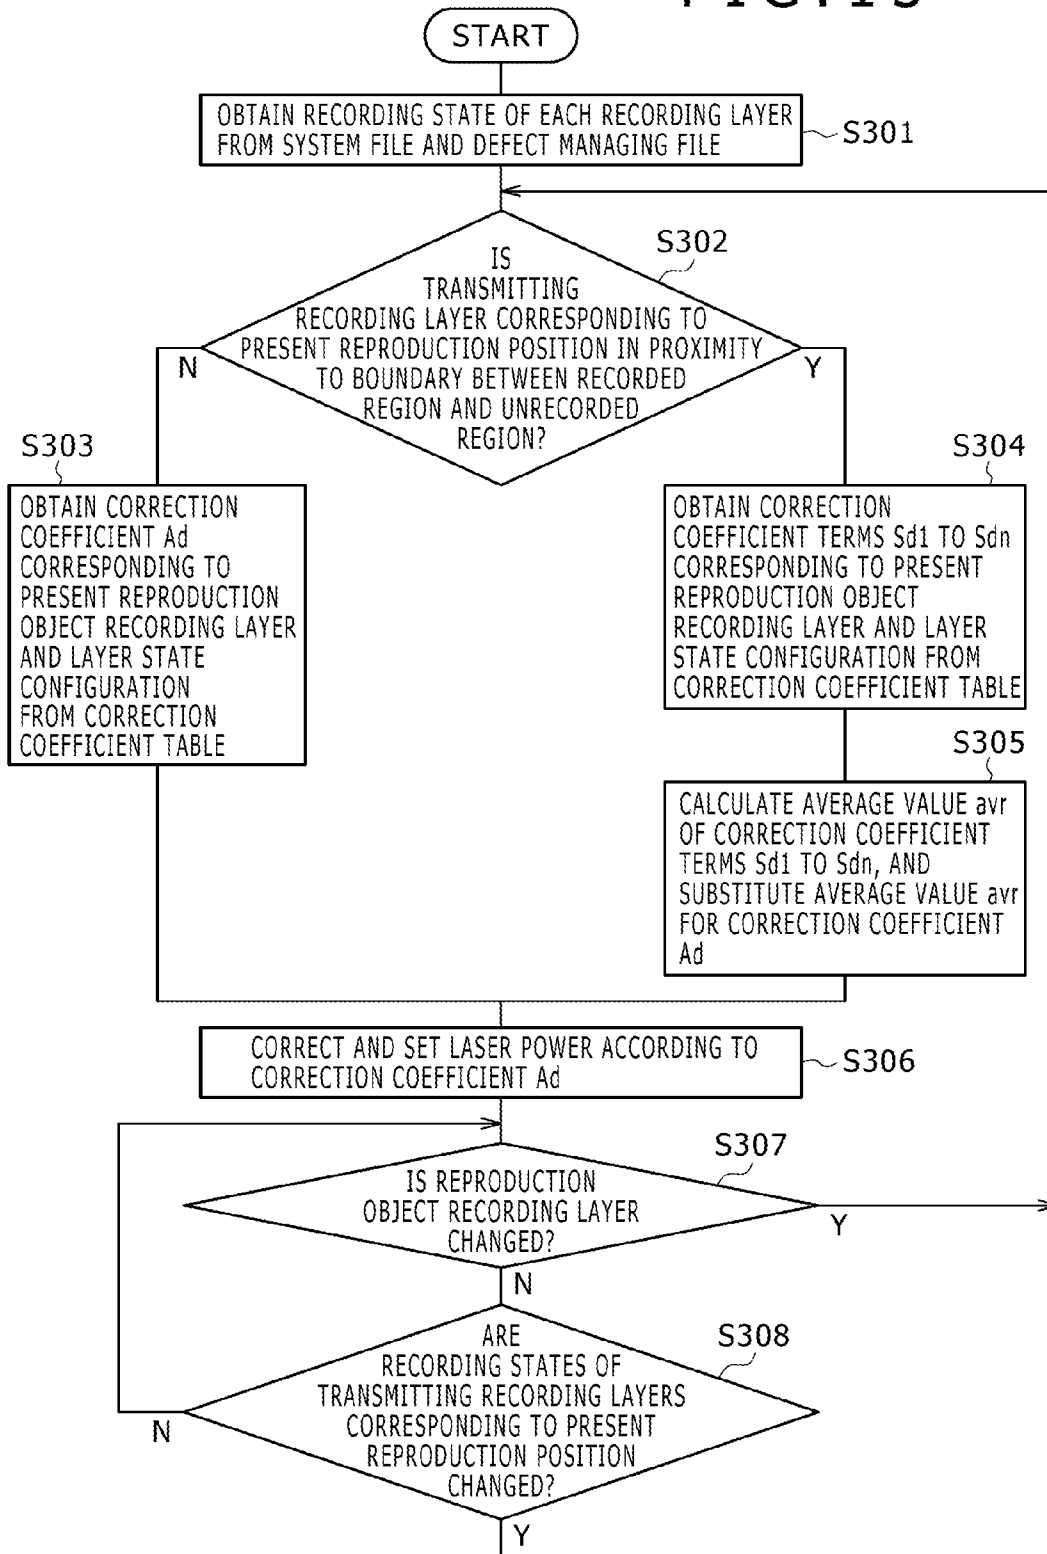 START
OBTAIN RECORDING STATE OF EACH RECORDING LAYER
FROM SYSTEM FILE AND DEFECT MANAGING FILE
S301
S302
IS
TRANSMITTING
RECORDING LAYER CORRESPONDING TO
PRESENT REPRODUCTION POSITION IN PROXIMITY
TO BOUNDARY BETWEEN RECORDED
REGION AND UNRECORDED
REGION?
N
Y
S303
OBTAIN CORRECTION
COEFFICIENT Ad
CORRESPONDING TO
PRESENT REPRODUCTION
OBJECT RECORDING LAYER
AND LAYER STATE
CONFIGURATION
FROM CORRECTION
COEFFICIENT TABLE
S304
OBTAIN CORRECTION
COEFFICIENT TERMS Sd1 TO Sdn
CORRESPONDING TO PRESENT
REPRODUCTION OBJECT
RECORDING LAYER AND LAYER
STATE CONFIGURATION FROM
CORRECTION COEFFICIENT TABLE
S305
CALCULATE AVERAGE VALUE avr
OF CORRECTION COEFFICIENT
TERMS Sd1 TO Sdn, AND
SUBSTITUTE AVERAGE VALUE avr
FOR CORRECTION COEFFICIENT
Ad
CORRECT AND SET LASER POWER ACCORDING TO
CORRECTION COEFFICIENT Ad
S306
S307
IS REPRODUCTION
OBJECT RECORDING LAYER
CHANGED?
Y
N
S308
ARE
RECORDING STATES OF
TRANSMITTING RECORDING LAYERS
CORRESPONDING TO PRESENT
REPRODUCTION POSITION
CHANGED?
N
Y